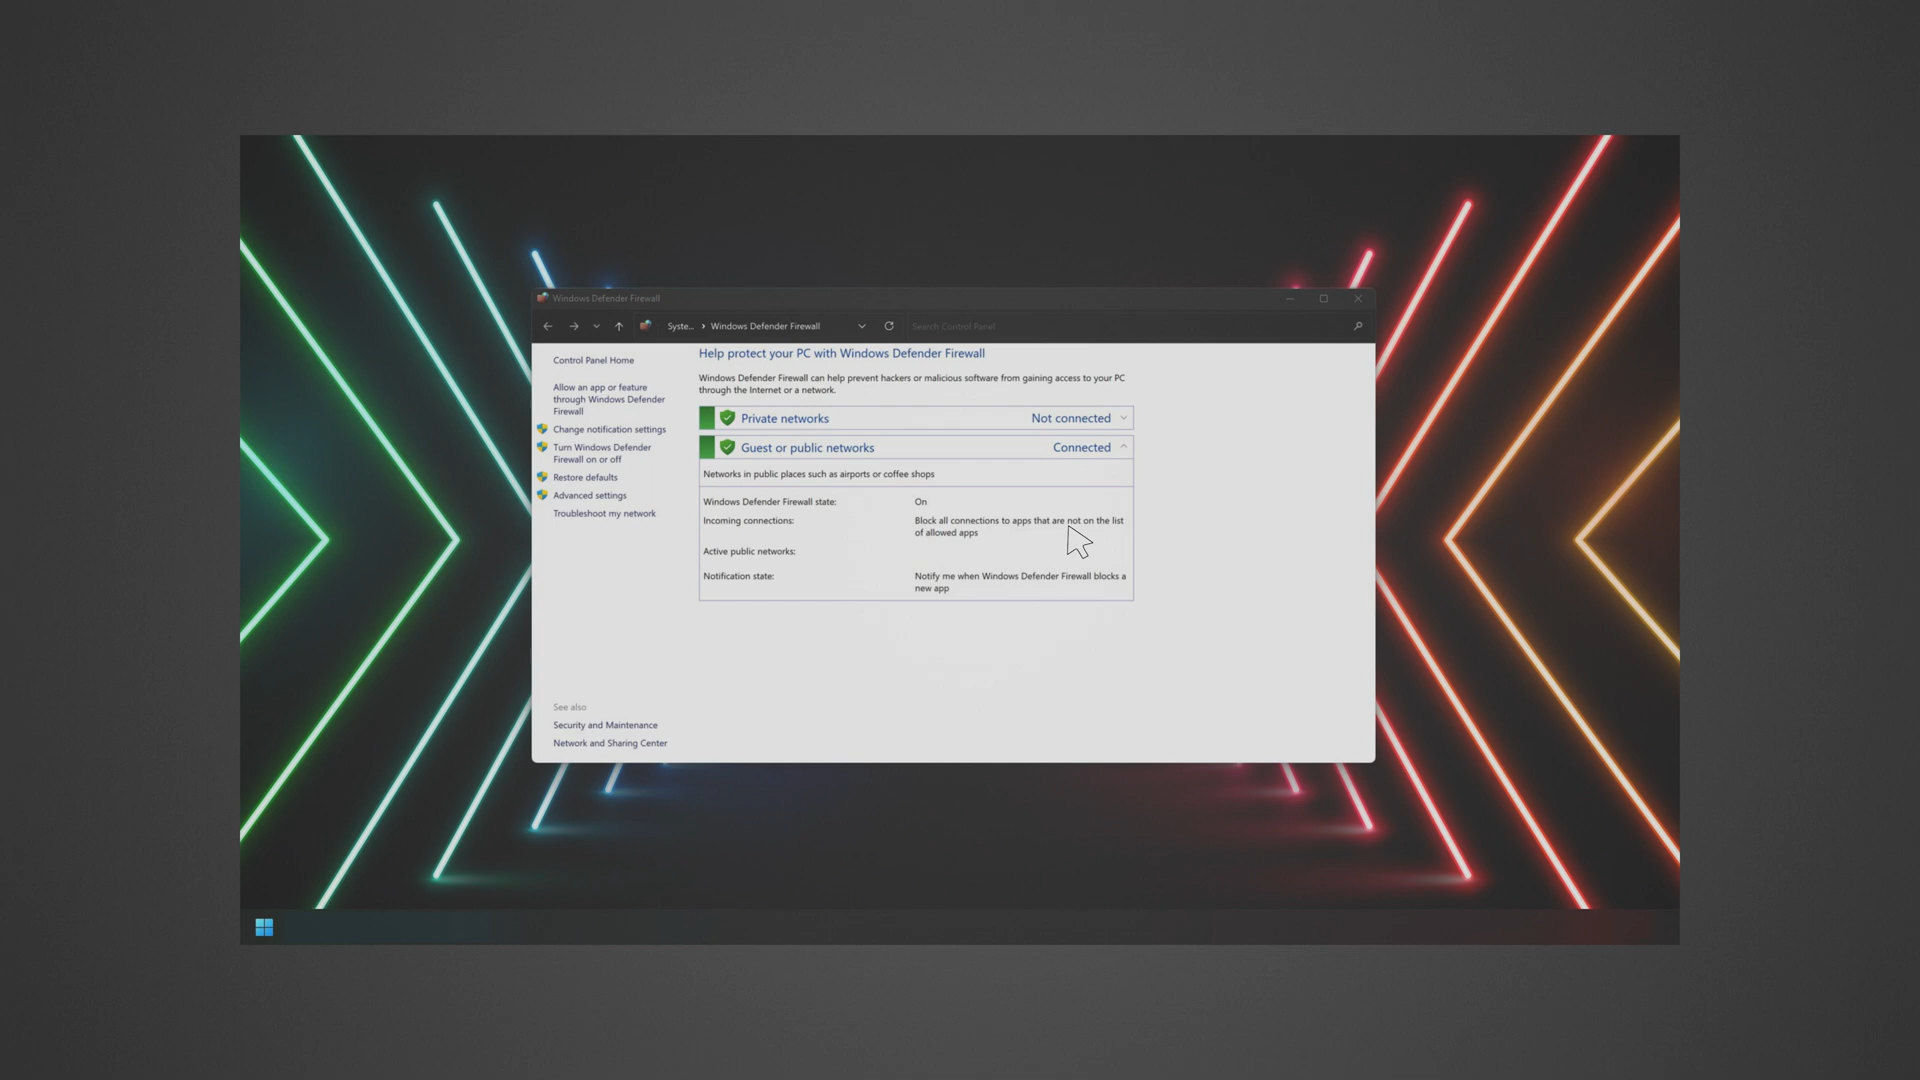 Windows Defender Firewall
Syste... > Windows Defender Firewall
Search Control Panel
Control Panel Home
Allow an app or feature
through Windows Defender
Firewall
Change notification settings
Turn Windows Defender
Firewall on or off
Restore defaults
Advanced settings
Troubleshoot my network
See also
Security and Maintenance
Network and Sharing Center
Help protect your PC with Windows Defender Firewall
Windows Defender Firewall can help prevent hackers or malicious software from gaining access to your PC
through the Internet or a network.
Private networks Not connected
Guest or public networks Connected
Networks in public places such as airports or coffee shops
Windows Defender Firewall state: On
Incoming connections: Block all connections to apps that are not on the list
of allowed apps
Active public networks:
Notification state: Notify me when Windows Defender Firewall blocks a
new app